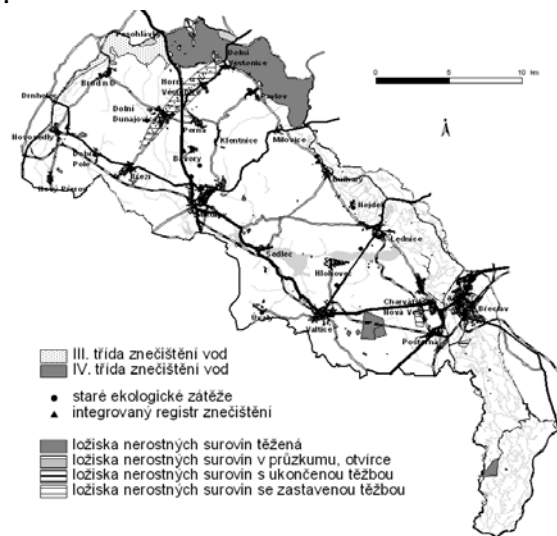 Pasohlávky
Dolní
Věstonice
Brod n D
Horní
Věstonice
Drnholec
Pavlov
Dolní
Dunajovice
Perná
Klentnice
Milovice
Novosedly
Dobré
Pole
Bavory
Březí
Bulhary
Nový Přerov
Nejdek
Lednice
Sedlec
Hlohovec
Charvátská
Nová Ves
Břeclav
Úvaly
Valtice
Poštorná
0 5 10 km
III. třída znečištění vod
IV. třída znečištění vod
staré ekologické zátěže
integrovaný registr znečištění
ložiska nerostných surovin těžená
ložiska nerostných surovin v průzkumu, otvírce
ložiska nerostných surovin s ukončenou těžbou
ložiska nerostných surovin se zastavenou těžbou